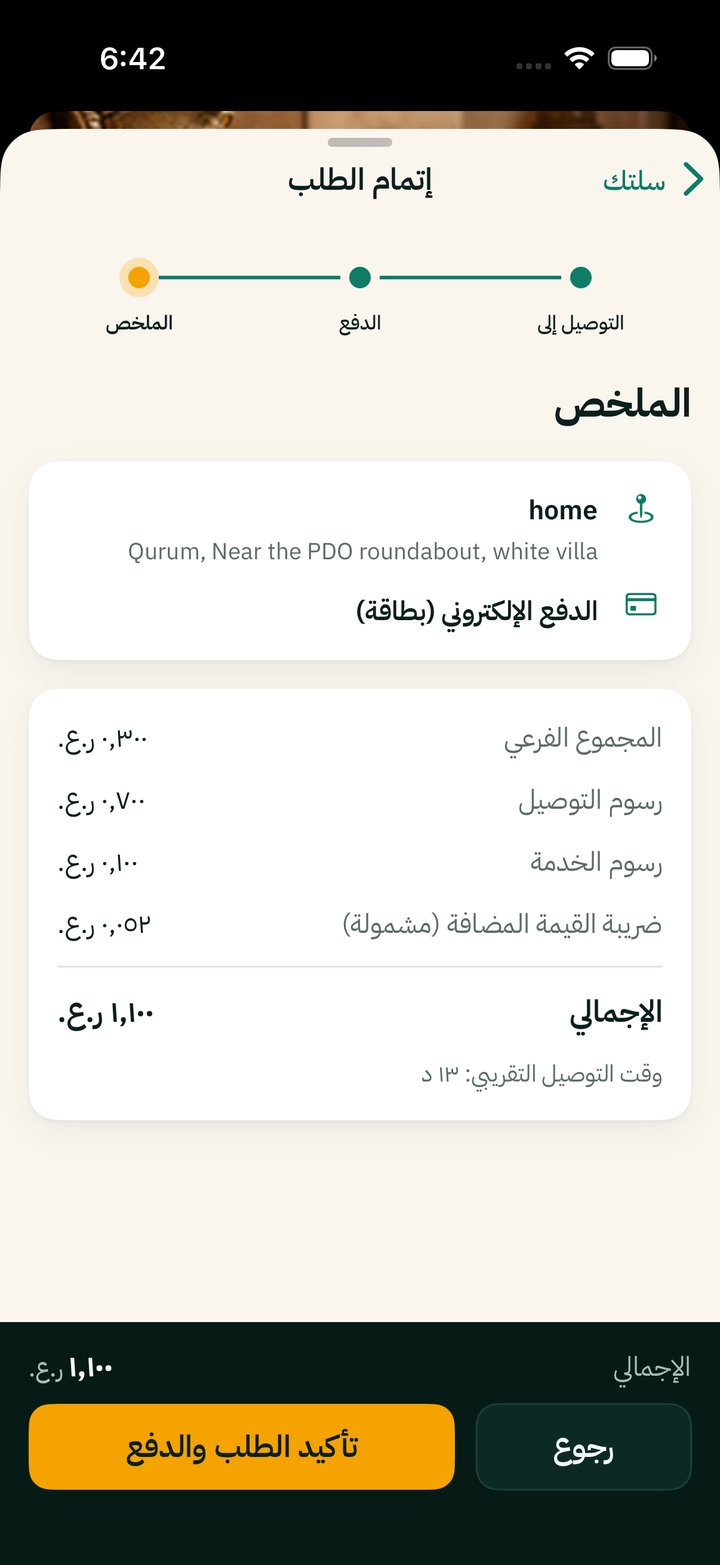 6:42
سلتك
إتمام الطلب
التوصيل إلى
الدفع
الملخص
الملخص
home
Qurum, Near the PDO roundabout, white villa
الدفع الإلكتروني (بطاقة)
المجموع الفرعي ٠,٣٠٠ ر.ع.
رسوم التوصيل ٠,٧٠٠ ر.ع.
رسوم الخدمة ٠,١٠٠ ر.ع.
ضريبة القيمة المضافة (مشمولة) ٠,٠٥٢ ر.ع.
الإجمالي ١,١٠٠ ر.ع.
وقت التوصيل التقريبي: ١٣ د
الإجمالي ١,١٠٠ ر.ع.
رجوع
تأكيد الطلب والدفع